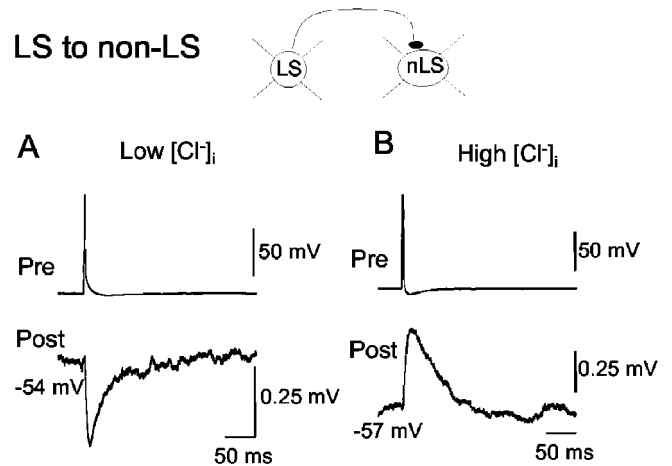 LS to non-LS
LS
nLS
A
Low [Cl⁻]ᵢ
50 mV
Pre
Post
-54 mV
0.25 mV
50 ms
B
High [Cl⁻]ᵢ
50 mV
Pre
Post
0.25 mV
-57 mV
50 ms